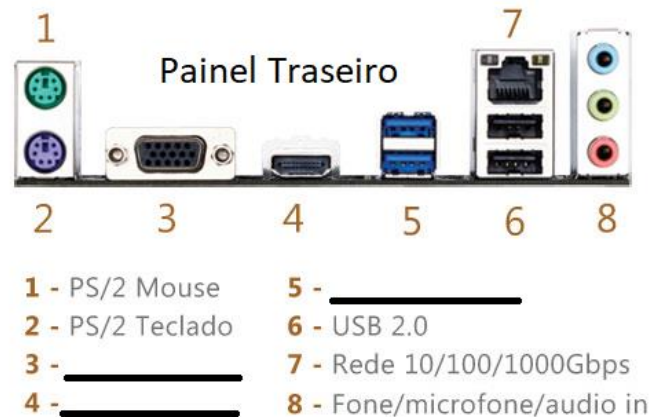 1
7
Painel Traseiro
2
3
4
5
6
8
1 - PS/2 Mouse
2 - PS/2 Teclado
3 -
4 -
5 -
6 - USB 2.0
7 - Rede 10/100/1000Gbps
8 - Fone/microfone/audio in